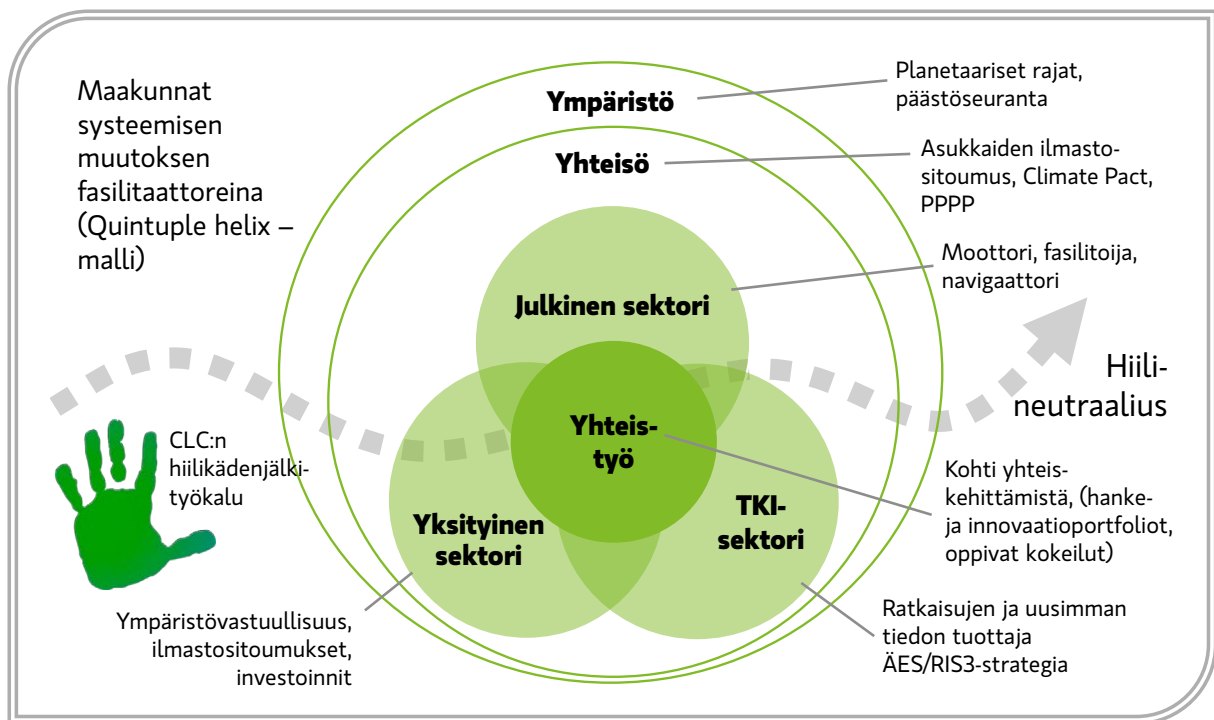 Maakunnat
systeemisen
muutoksen
fasilitaattoreina
(Quintuple helix –
malli)
Ympäristö
Planetaariset rajat,
päästöseuranta
Yhteisö
Asukkaiden ilmasto-
sitoumus, Climate Pact,
PPPP
Julkinen sektori
Moottori, fasilitoija,
navigaattori
Hiili-
neutraalius
Yhteis-
työ
CLC:n
hiilikädenjälki-
työkalu
Kohti yhteis-
kehittämistä, (hanke-
ja innovaatioportfoliot,
oppivat kokeilut)
Yksityinen
sektori
TKI-
sektori
Ympäristövastuullisuus,
ilmastositoumukset,
investoinnit
Ratkaisujen ja uusimman
tiedon tuottaja
ÄES/RIS3-strategia